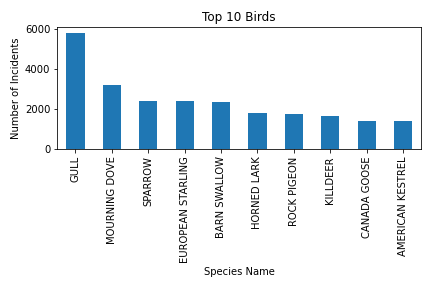 Top 10 Birds
Number of Incidents
6000
4000
2000
0
GULL
MOURNING DOVE
SPARROW
EUROPEAN STARLING
BARN SWALLOW
HORNED LARK
ROCK PIGEON
KILLDEER
CANADA GOOSE
AMERICAN KESTREL
Species Name